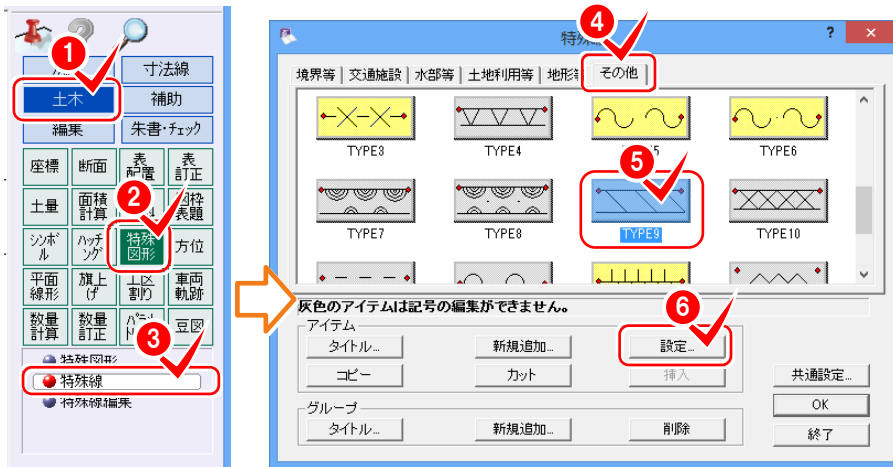 1
寸法線
土木
補助
編集
朱書・チェック
座標
断面
表配置
表訂正
土量
面積計算
図枠表題
2
シンボル
ハッチング
特殊図形
方位
平面線形
旗上げ
工区割り
車両軌跡
数量計算
数量訂正
豆図
3
特殊図形
特殊線
特殊線編集
4
?
×
境界等
交通施設
水部等
土地利用等
地形等
その他
TYPE3
TYPE4
TYPE6
5
TYPE7
TYPE8
TYPE9
TYPE10
灰色のアイテムは記号の編集ができません。
6
アイテム
タイトル...
新規追加...
設定...
コピー
カット
挿入
共通設定...
グループ
OK
タイトル...
新規追加...
削除
終了